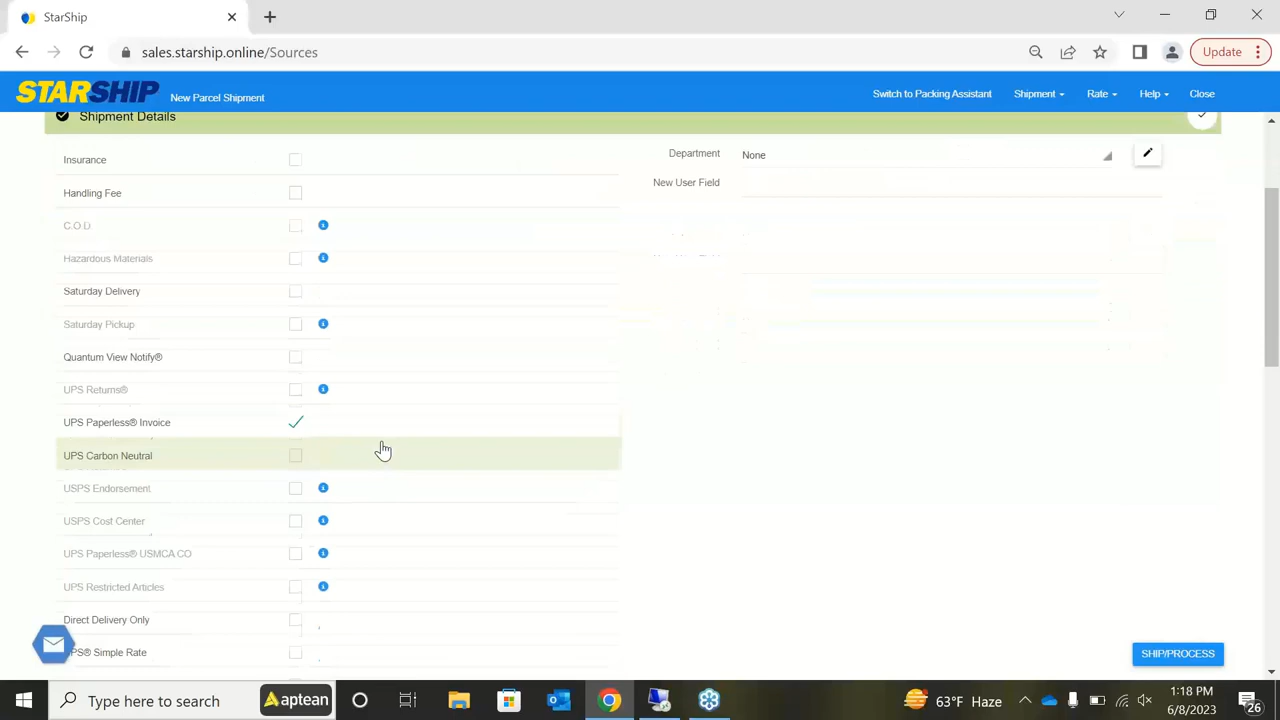 StarShip
sales.starship.online/Sources
Update
STARSHIP
New Parcel Shipment
Switch to Packing Assistant
Shipment
Rate
Help
Close
Shipment Details
Insurance
Department
None
Handling Fee
New User Field
C.O.D.
Hazardous Materials
Saturday Delivery
Saturday Pickup
Quantum View Notify®
UPS Returns®
UPS Paperless® Invoice
UPS Carbon Neutral
USPS Endorsement
USPS Cost Center
UPS Paperless® USMCA CO
UPS Restricted Articles
Direct Delivery Only
UPS® Simple Rate
SHIP/PROCESS
Type here to search
aptean
63°F Haze
1:18 PM
6/8/2023
26